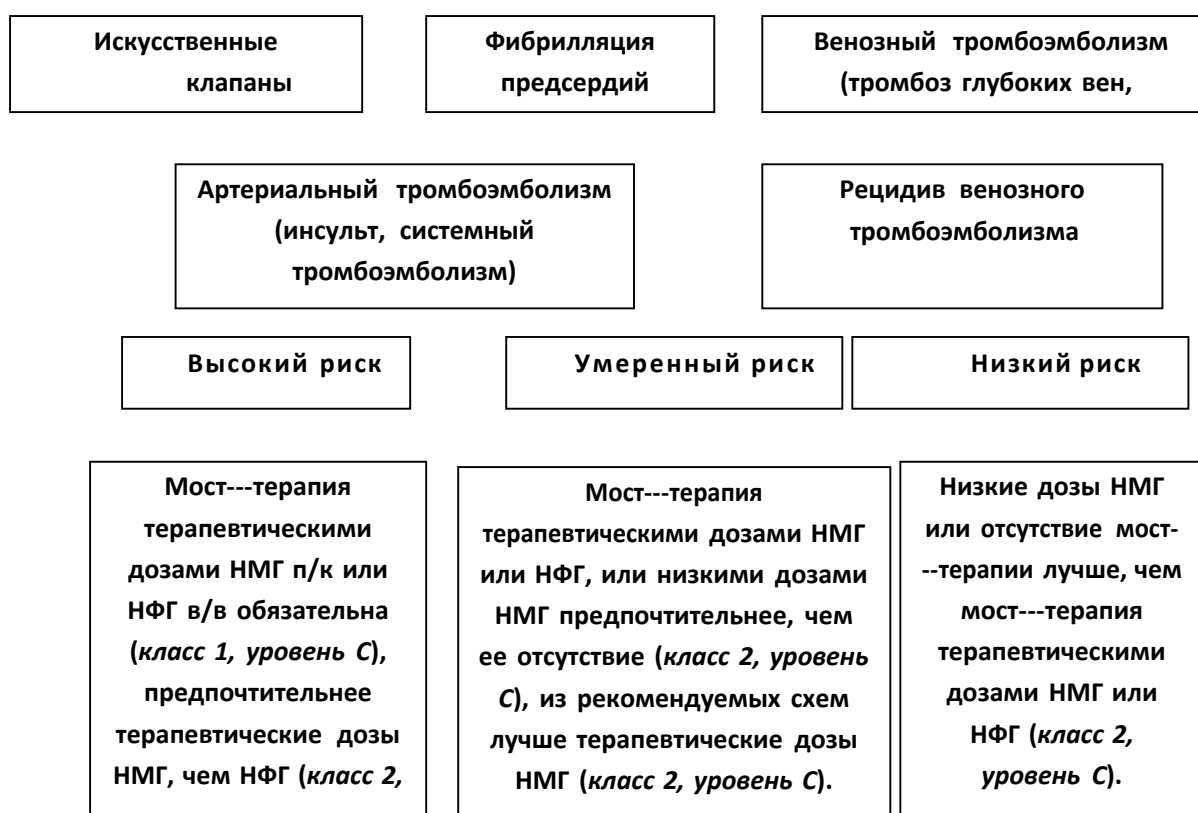 Искусственные
клапаны
Фибрилляция
предсердий
Венозный тромбоэмболизм
(тромбоз глубоких вен,
Артериальный тромбоэмболизм
(инсульт, системный
тромбоэмболизм)
Рецидив венозного
тромбоэмболизма
Высокий риск
Умеренный риск
Низкий риск
Мост---терапия
терапевтическими
дозами НМГ п/к или
НФГ в/в обязательна
(класс 1, уровень С),
предпочтительнее
терапевтические дозы
НМГ, чем НФГ (класс 2,
Мост---терапия
терапевтическими дозами НМГ
или НФГ, или низкими дозами
НМГ предпочтительнее, чем
ее отсутствие (класс 2, уровень
С), из рекомендуемых схем
лучше терапевтические дозы
НМГ (класс 2, уровень С).
Низкие дозы НМГ
или отсутствие мост-
--терапии лучше, чем
мост---терапия
терапевтическими
дозами НМГ или
НФГ (класс 2,
уровень С).